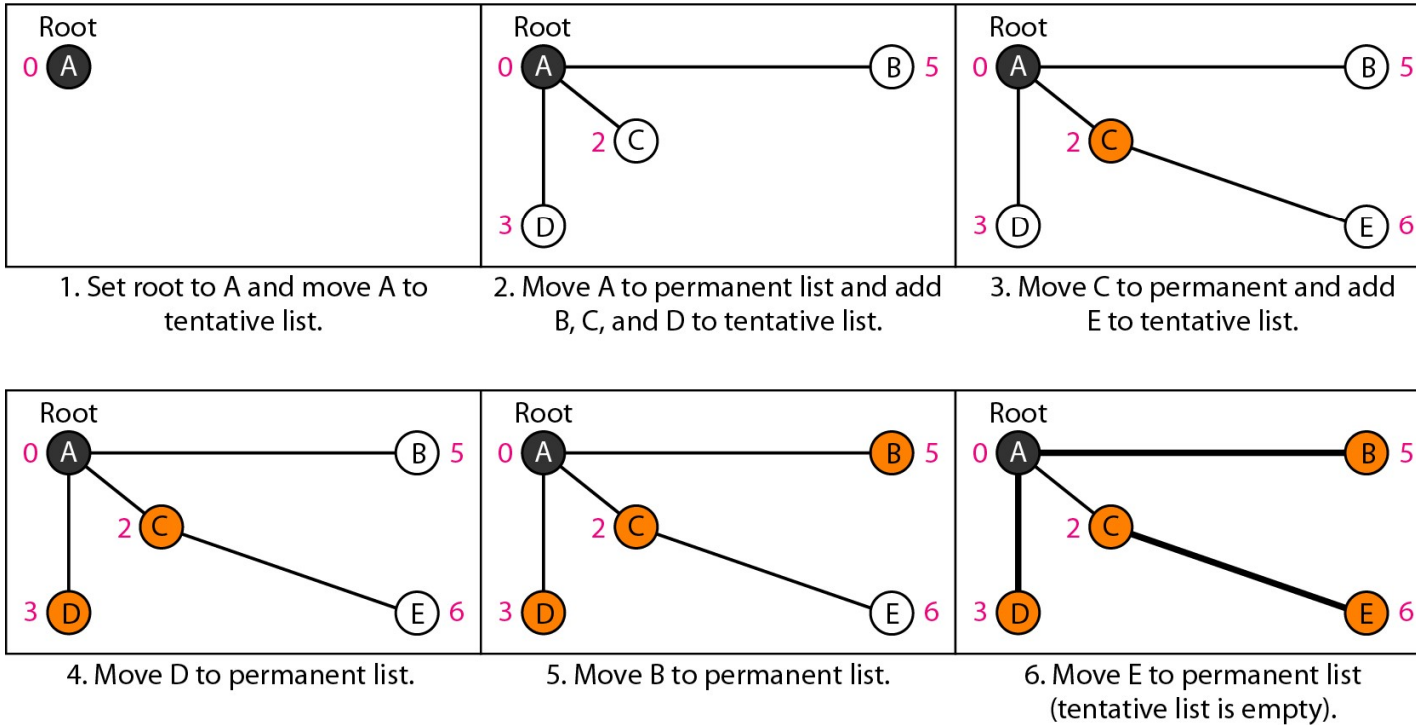 Root
0 A
1. Set root to A and move A to
tentative list.
Root
0 A B 5
2 C
3 D
2. Move A to permanent list and add
B, C, and D to tentative list.
Root
0 A B 5
2 C
3 D E 6
3. Move C to permanent and add
E to tentative list.
Root
0 A B 5
2 C
3 D E 6
4. Move D to permanent list.
Root
0 A B 5
2 C
3 D E 6
5. Move B to permanent list.
Root
0 A B 5
2 C
3 D E 6
6. Move E to permanent list
(tentative list is empty).